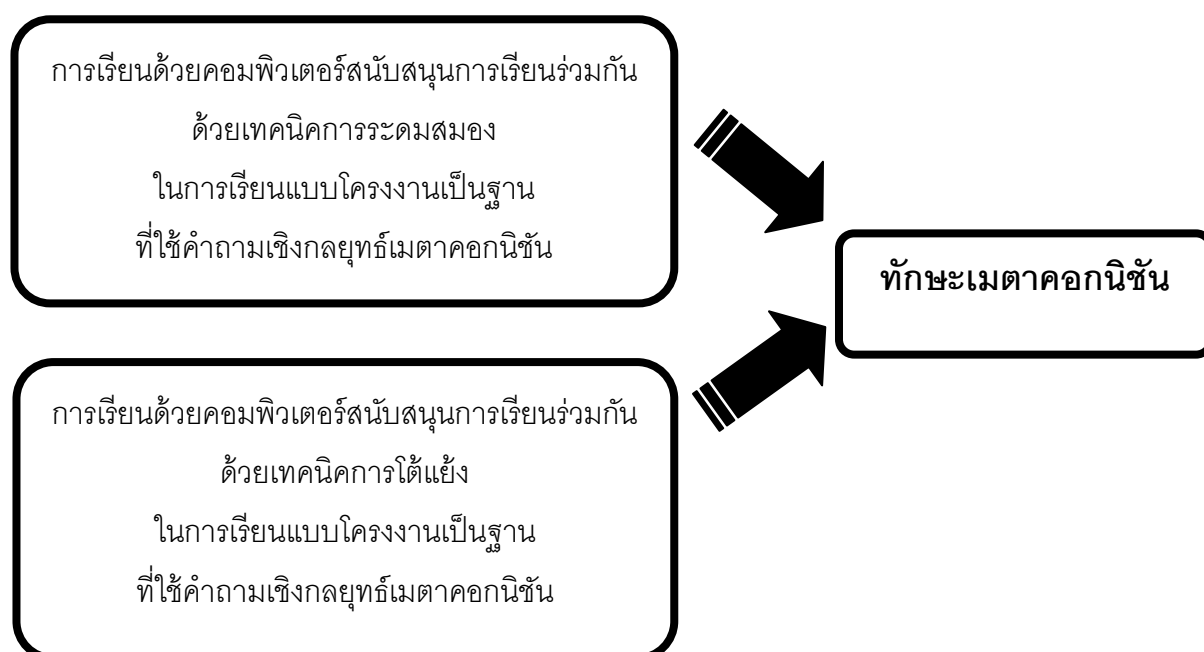 การเรียนด้วยคอมพิวเตอร์สนับสนุนการเรียนร่วมกัน
ด้วยเทคนิคการระดมสมอง
ในการเรียนแบบโครงงานเป็นฐาน
ที่ใช้คำถามเชิงกลยุทธ์เมตาคอกนิชัน
ทักษะเมตาคอกนิชัน
การเรียนด้วยคอมพิวเตอร์สนับสนุนการเรียนร่วมกัน
ด้วยเทคนิคการโต้แย้ง
ในการเรียนแบบโครงงานเป็นฐาน
ที่ใช้คำถามเชิงกลยุทธ์เมตาคอกนิชัน